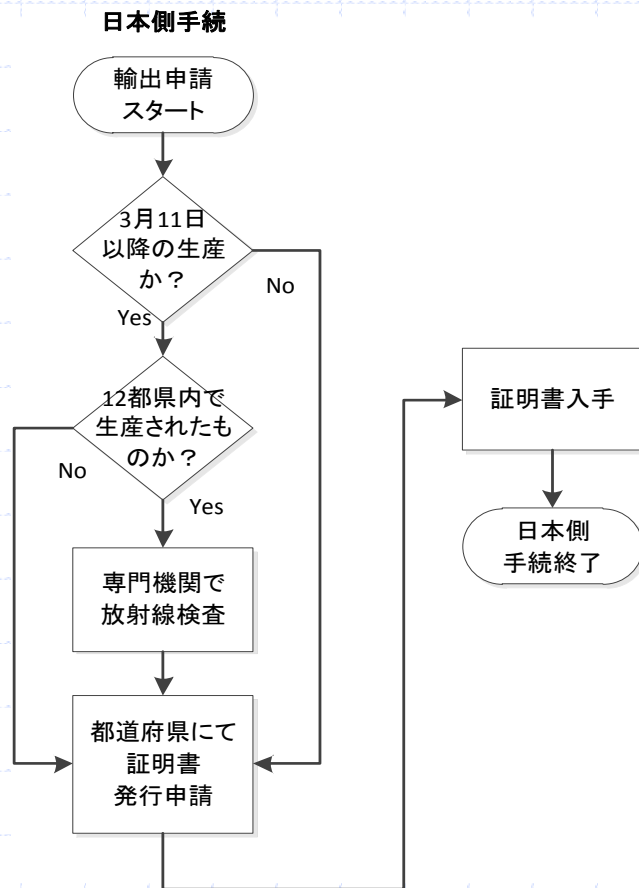 日本側手続
輸出申請
スタート
3月11日
以降の生産
か？
No
Yes
12都県内で
生産されたも
のか？
No
Yes
専門機関で
放射線検査
都道府県にて
証明書
発行申請
証明書入手
日本側
手続終了